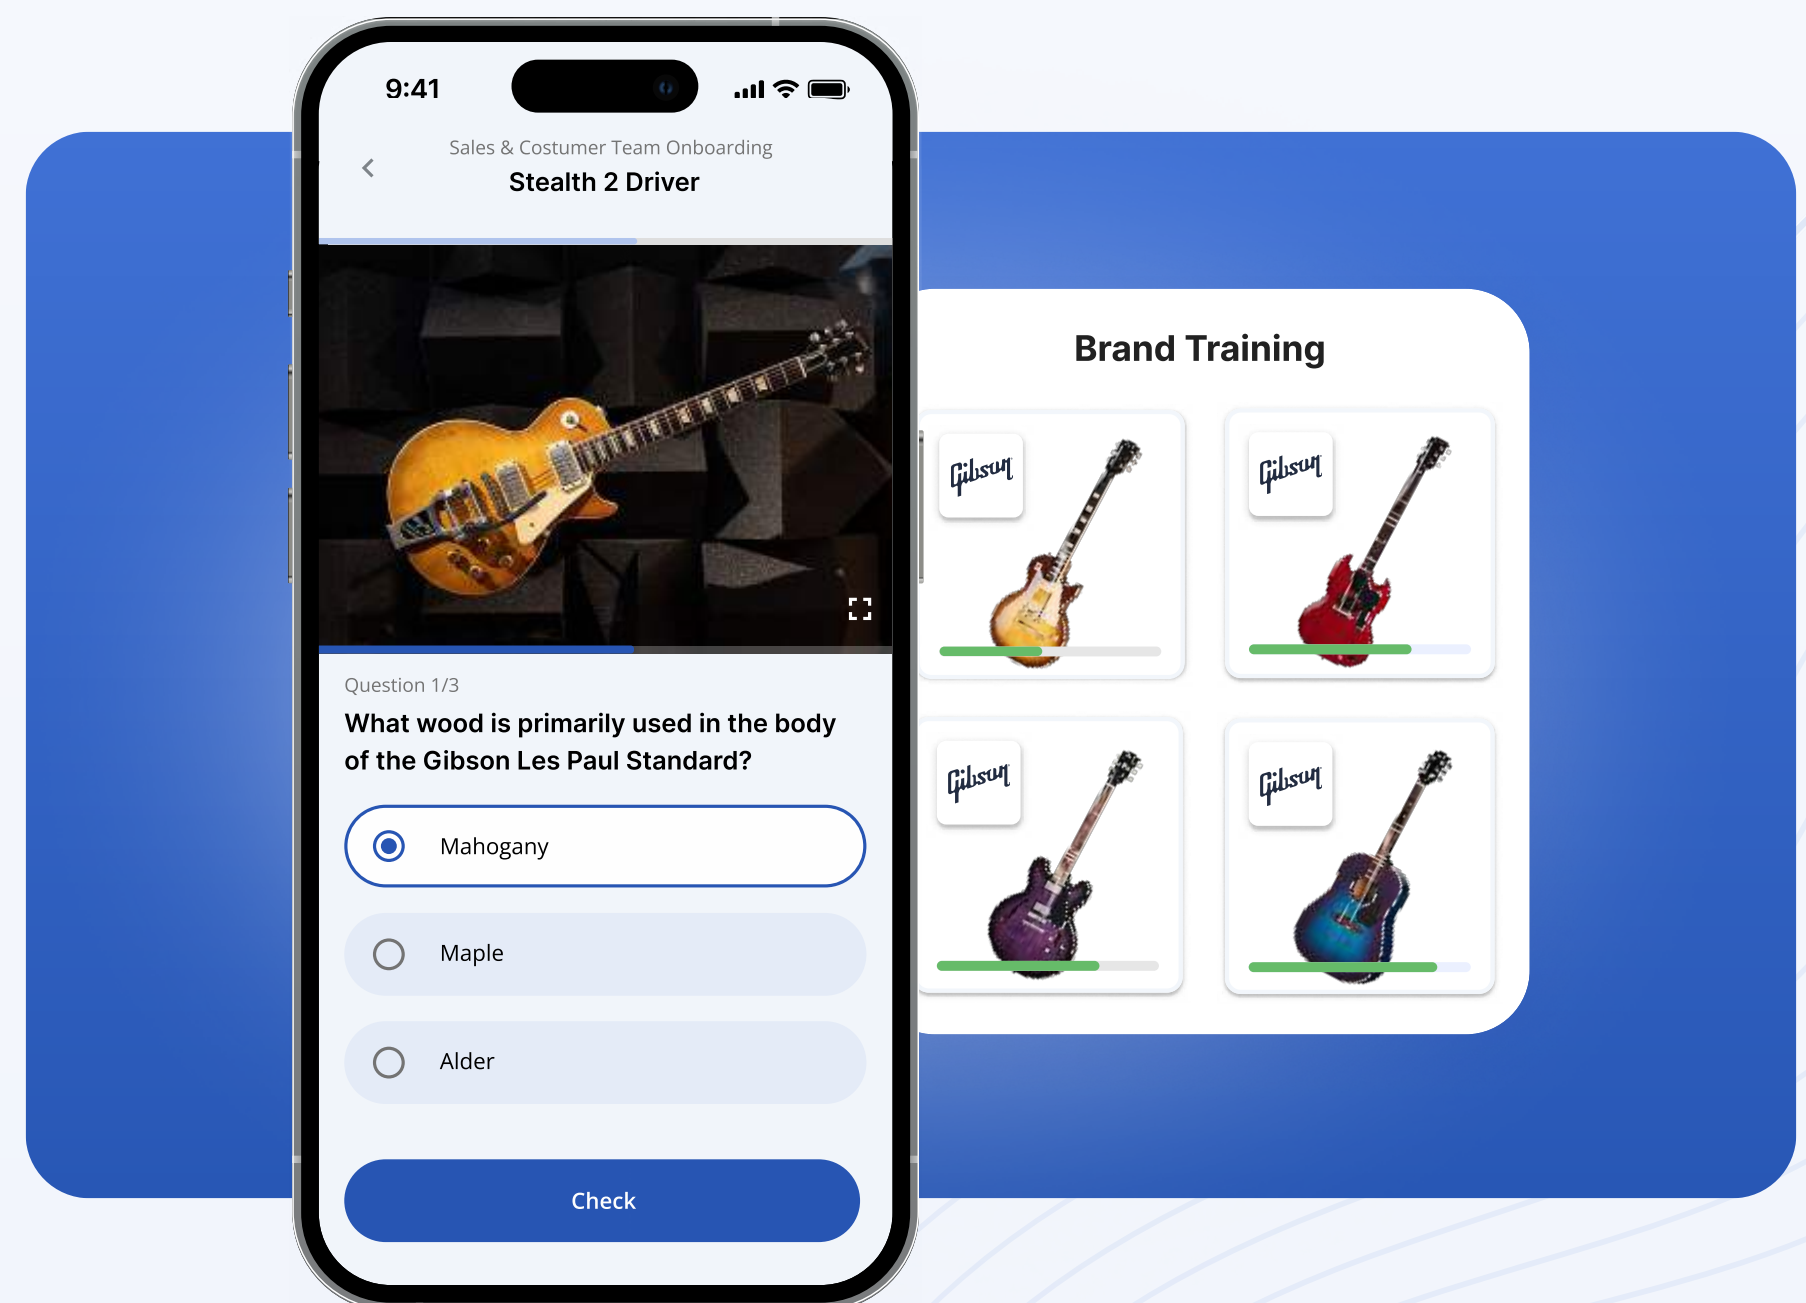 9:41
Sales & Costumer Team Onboarding
Stealth 2 Driver
Question 1/3
What wood is primarily used in the body
of the Gibson Les Paul Standard?
Mahogany
Maple
Alder
Check
Brand Training
Gibson
Gibson
Gibson
Gibson